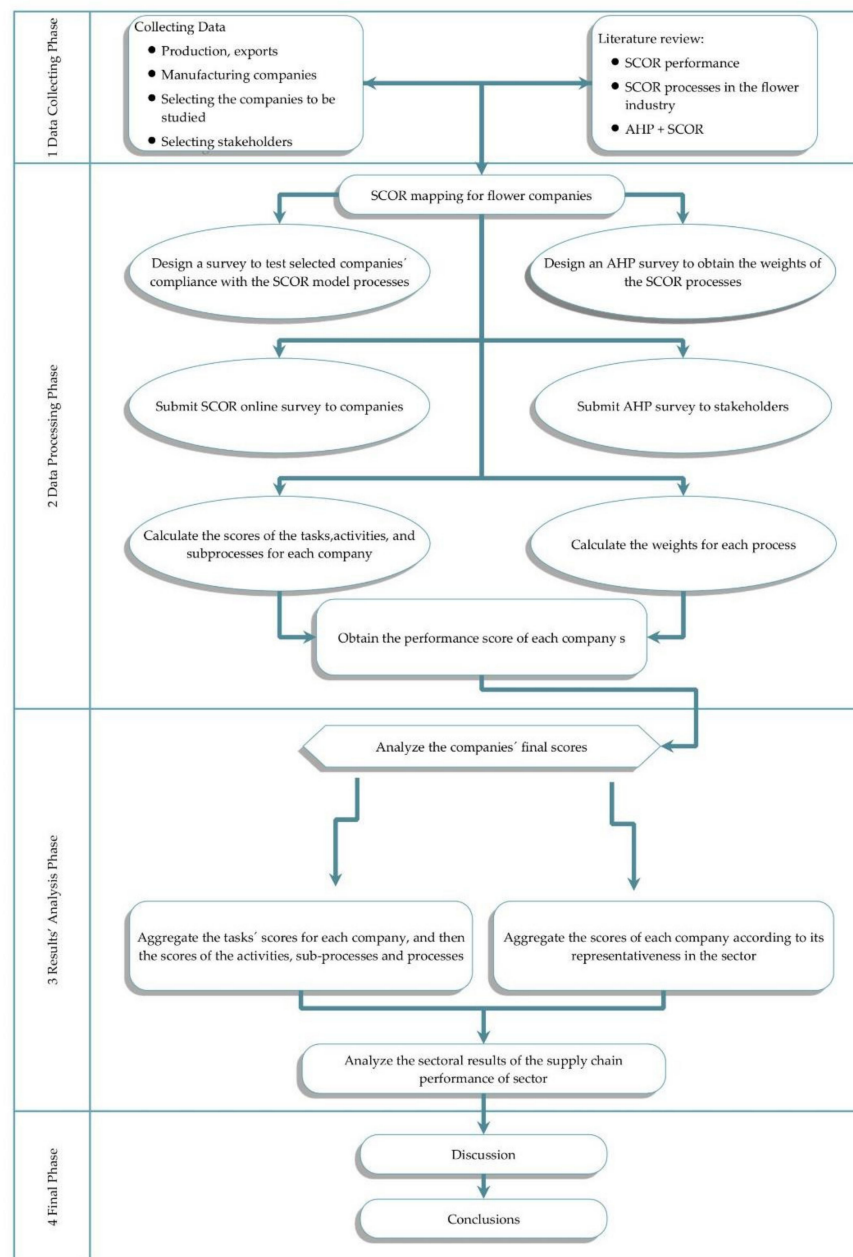 1 Data Collecting Phase
Collecting Data
● Production, exports
● Manufacturing companies
● Selecting the companies to be
studied
● Selecting stakeholders
Literature review:
● SCOR performance
● SCOR processes in the flower
industry
● AHP + SCOR
2 Data Processing Phase
SCOR mapping for flower companies
Design a survey to test selected companies´
compliance with the SCOR model processes
Design an AHP survey to obtain the weights of
the SCOR processes
Submit SCOR online survey to companies
Submit AHP survey to stakeholders
Calculate the scores of the tasks,activities, and
subprocesses for each company
Calculate the weights for each process
Obtain the performance score of each company s
3 Results’ Analysis Phase
Analyze the companies´ final scores
Aggregate the tasks´ scores for each company, and then
the scores of the activities, sub-processes and processes
Aggregate the scores of each company according to its
representativeness in the sector
Analyze the sectoral results of the supply chain
performance of sector
4 Final Phase
Discussion
Conclusions